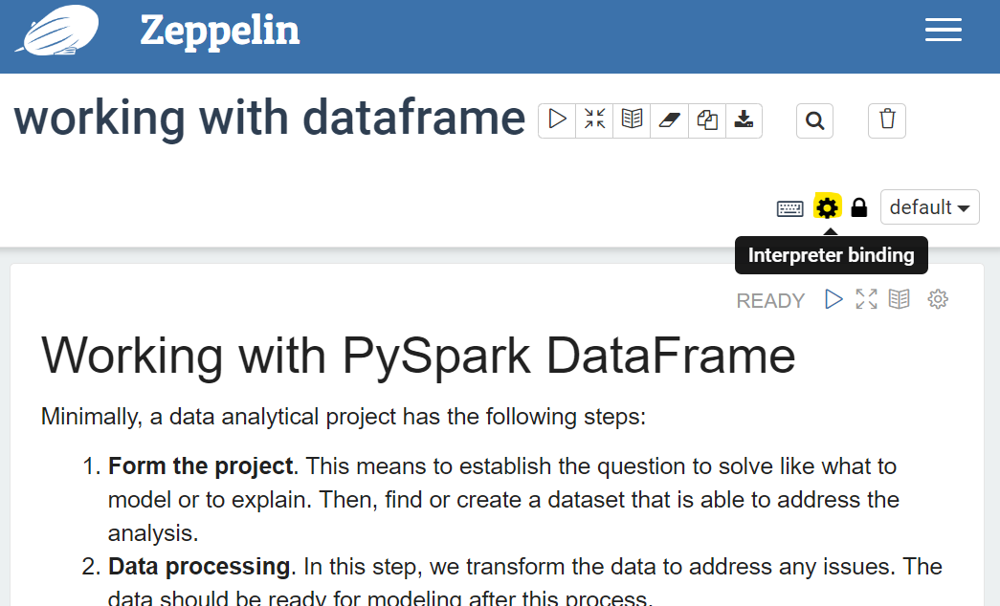 Zeppelin
working with dataframe
default
Interpreter binding
READY
Working with PySpark DataFrame
Minimally, a data analytical project has the following steps:
1. Form the project. This means to establish the question to solve like what to
model or to explain. Then, find or create a dataset that is able to address the
analysis.
2. Data processing. In this step, we transform the data to address any issues. The
data should be ready for modeling after this process.